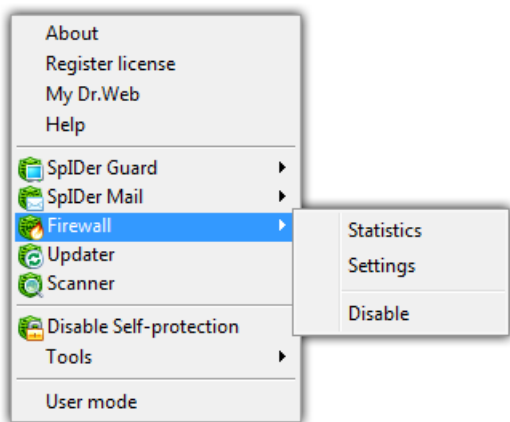 About
Register license
My Dr.Web
Help
SpIDer Guard
SpIDer Mail
Firewall
Updater
Scanner
Disable Self-protection
Tools
User mode
Statistics
Settings
Disable